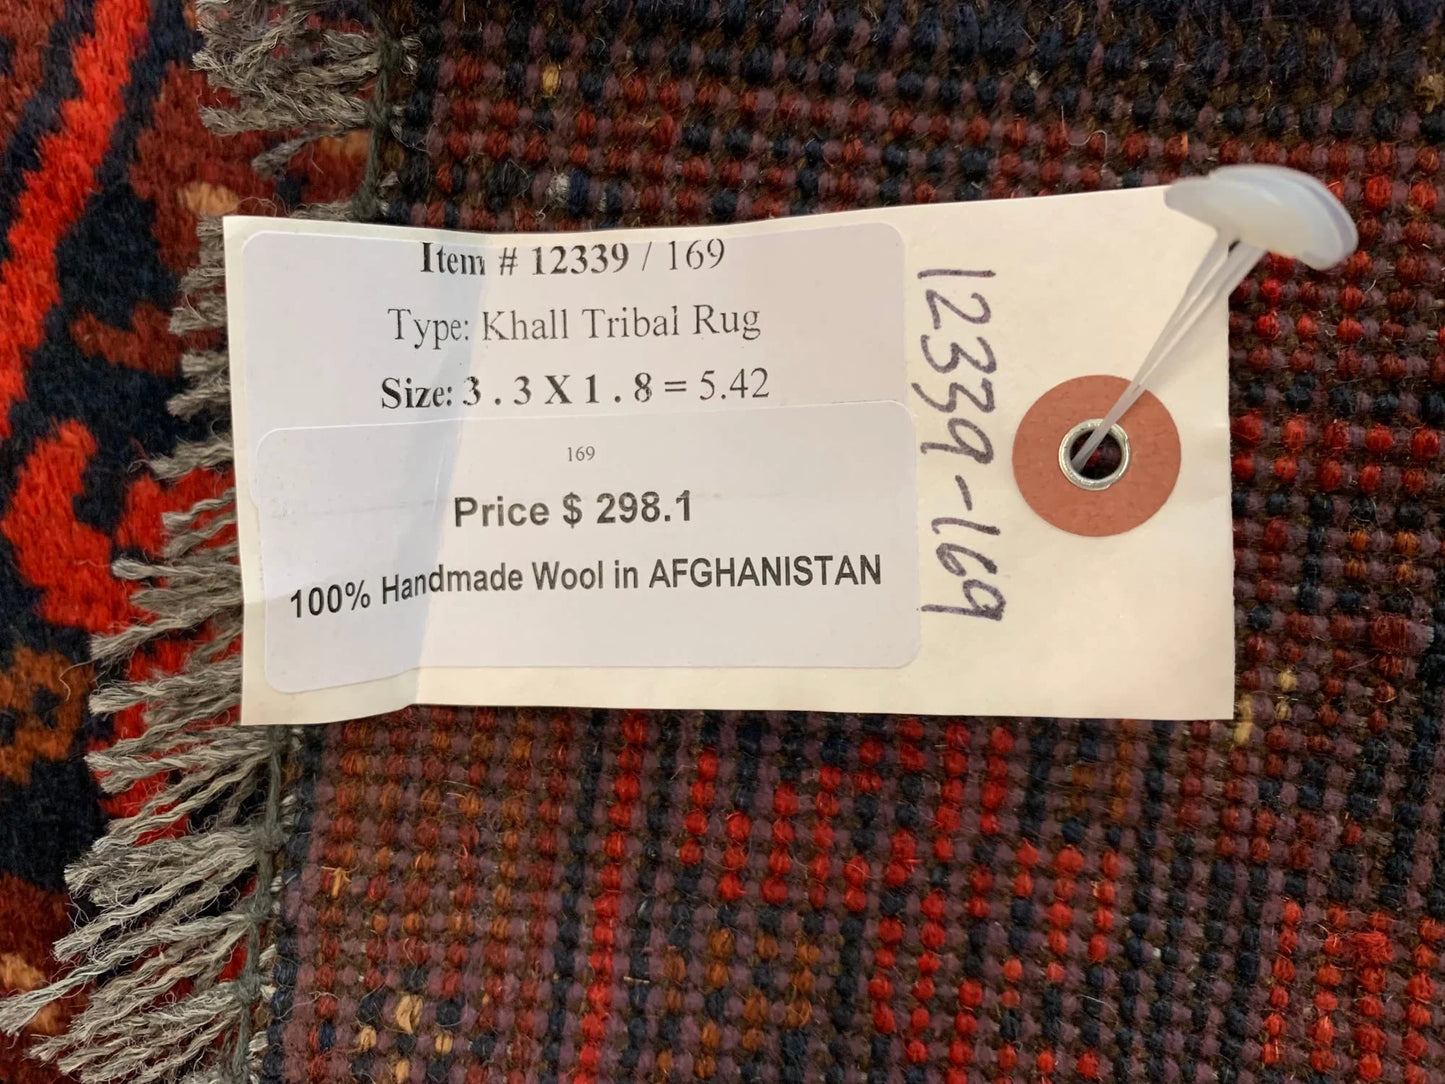 Item # 12339 / 169
Type: Khall Tribal Rug
Size: 3 . 3 X 1 . 8 = 5.42
169
Price $ 298.1
100% Handmade Wool in AFGHANISTAN
12339-169